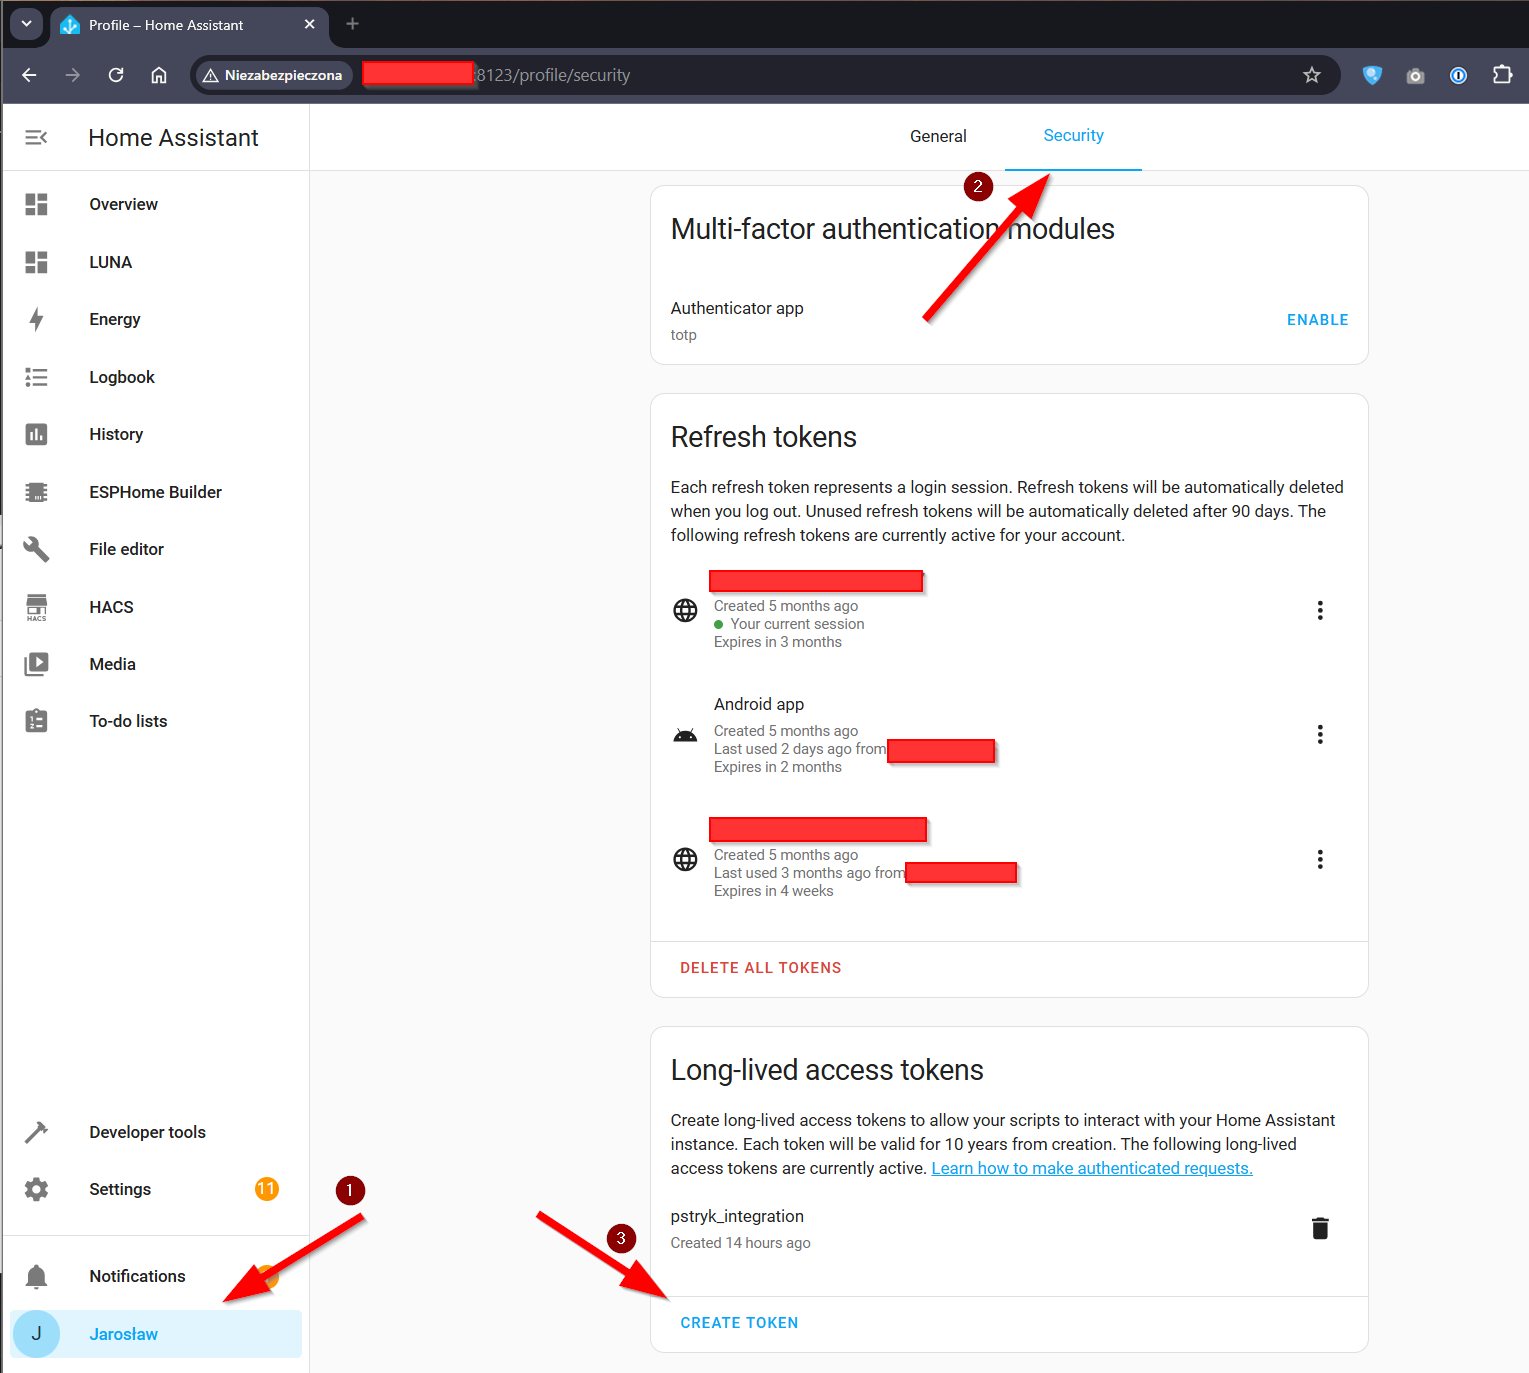 Profile – Home Assistant
Niezabezpieczona
8123/profile/security
Home Assistant
General
Security
Overview
LUNA
Energy
Logbook
History
ESPHome Builder
File editor
HACS
HACS
Media
To-do lists
Developer tools
Settings
11
Notifications
J
Jarosław
1
2
Multi-factor authentication modules
Authenticator app
totp
ENABLE
Refresh tokens
Each refresh token represents a login session. Refresh tokens will be automatically deleted
when you log out. Unused refresh tokens will be automatically deleted after 90 days. The
following refresh tokens are currently active for your account.
Created 5 months ago
Your current session
Expires in 3 months
Android app
Created 5 months ago
Last used 2 days ago from
Expires in 2 months
Created 5 months ago
Last used 3 months ago from
Expires in 4 weeks
DELETE ALL TOKENS
Long-lived access tokens
Create long-lived access tokens to allow your scripts to interact with your Home Assistant
instance. Each token will be valid for 10 years from creation. The following long-lived
access tokens are currently active. Learn how to make authenticated requests.
pstryk_integration
Created 14 hours ago
3
CREATE TOKEN